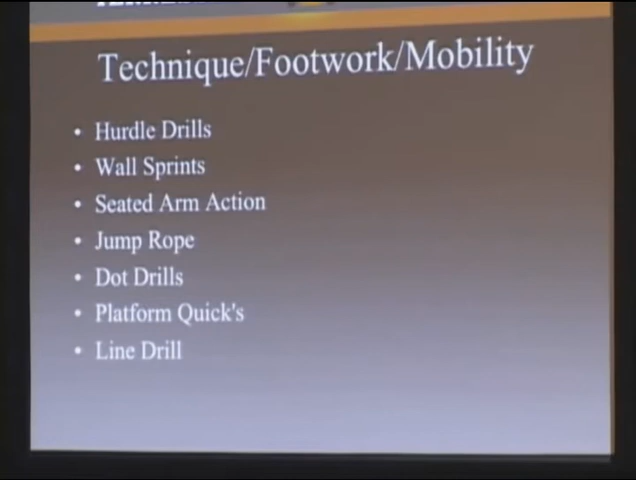 Technique/Footwork/Mobility
• Hurdle Drills
• Wall Sprints
• Seated Arm Action
• Jump Rope
• Dot Drills
• Platform Quick's
• Line Drill